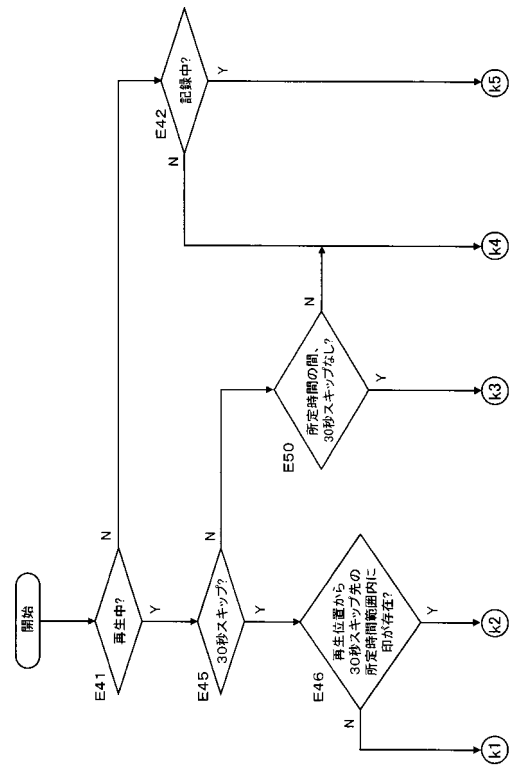 開始
E41
再生中?
N
Y
E42
記録中?
N
Y
E45
30秒スキップ?
N
Y
E50
所定時間の間、
30秒スキップなし?
N
Y
E46
再生位置から
30秒スキップ先の
所定時間範囲内に
印が存在?
N
Y
k1
k2
k3
k4
k5